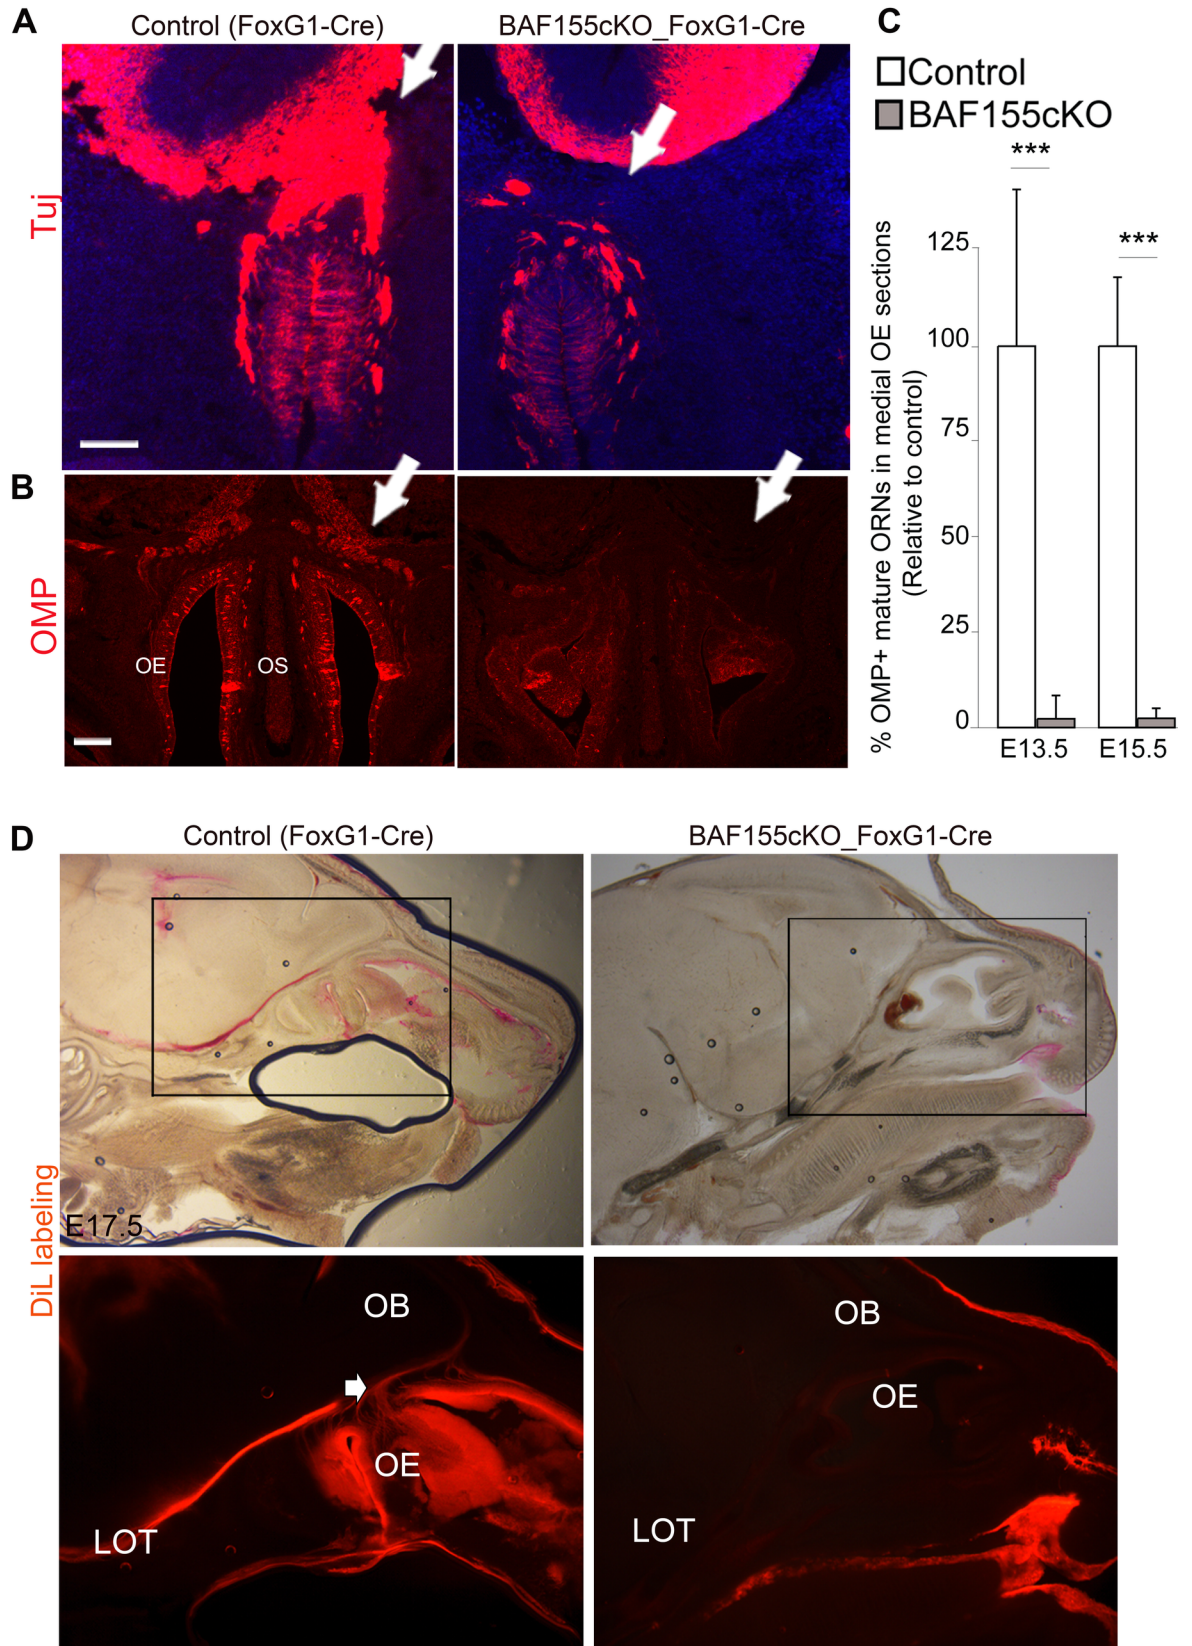 A
Control (FoxG1-Cre)
BAF155cKO_FoxG1-Cre
Tuj
B
OMP
OE
OS
C
Control
BAF155cKO
% OMP+ mature ORNs in medial OE sections
(Relative to control)
***
***
125
100
75
50
25
0
E13.5
E15.5
D
Control (FoxG1-Cre)
BAF155cKO_FoxG1-Cre
DiL labeling
E17.5
OB
OE
LOT
OB
OE
LOT